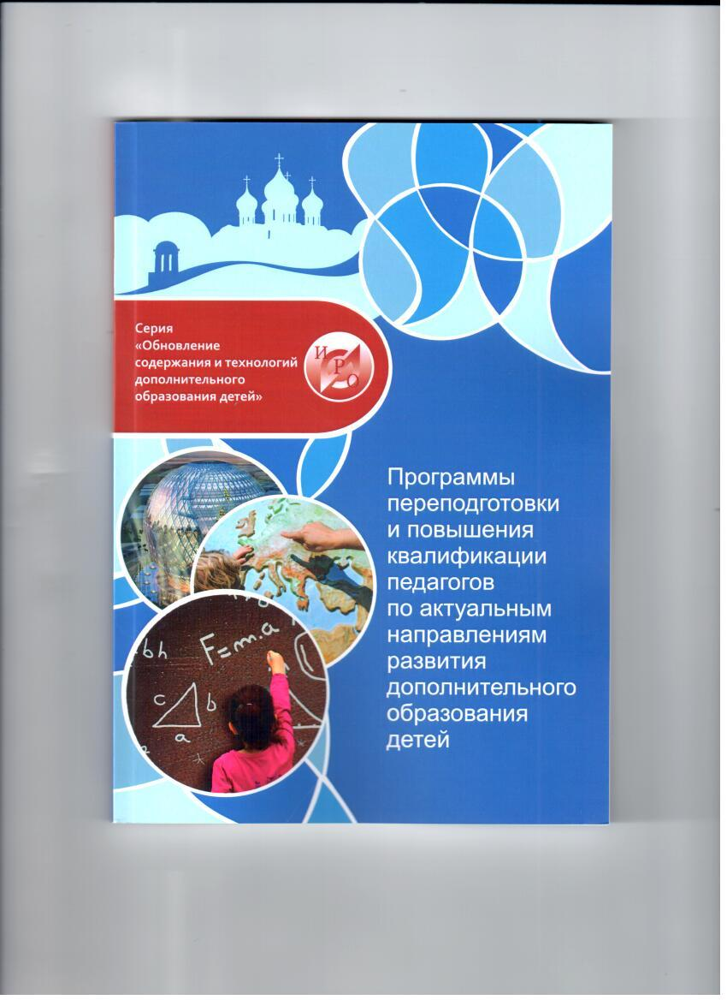 Серия
«Обновление
содержания и технологий
дополнительного
образования детей»
И
Р
О
Программы
переподготовки
и повышения
квалификации
педагогов
по актуальным
направлениям
развития
дополнительного
образования
детей
bh
F=m.a
c
b
a